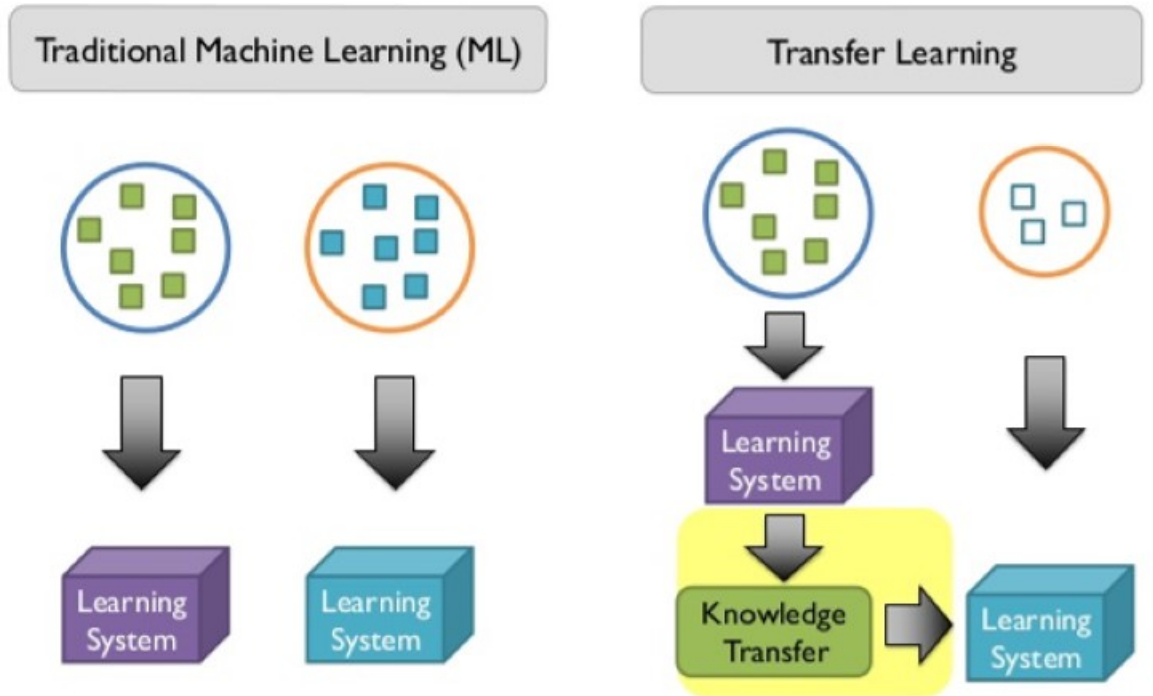 Traditional Machine Learning (ML)
Transfer Learning
Learning
System
Learning
System
Learning
System
Knowledge
Transfer
Learning
System